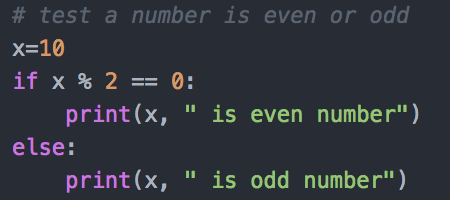 # test a number is even or odd
x=10
if x % 2 == 0:
    print(x, " is even number")
else:
    print(x, " is odd number")